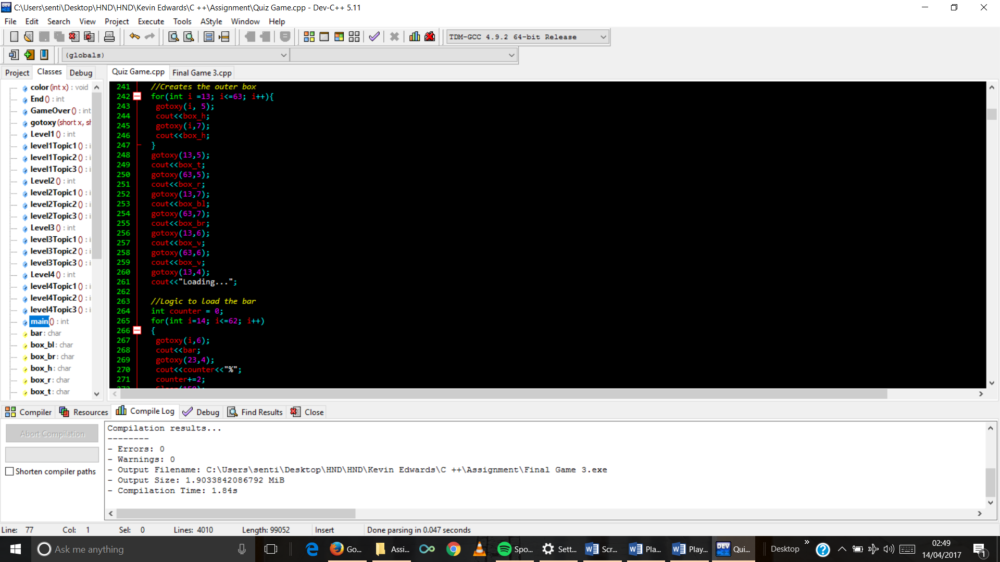 C:\Users\senti\Desktop\HND\HND\Kevin Edwards\C ++\Assignment\Quiz Game.cpp - Dev-C++ 5.11
File Edit Search View Project Execute Tools AStyle Window Help
TDM-GCC 4.9.2 64-bit Release
(globals)
Project Classes Debug
Quiz Game.cpp Final Game 3.cpp
color (int x) : void
End () : int
GameOver () : int
gotoxy (short x, sh
Level1 () : int
level1Topic1 () : i
level1Topic2 () : i
level1Topic3 () : i
Level2 () : int
level2Topic1 () : i
level2Topic2 () : i
level2Topic3 () : i
Level3 () : int
level3Topic1 () : i
level3Topic2 () : i
level3Topic3 () : i
Level4 () : int
level4Topic1 () : i
level4Topic2 () : i
level4Topic3 () : i
main () : int
bar : char
box_bl : char
box_br : char
box_h : char
box_r : char
box_t : char
241 //Creates the outer box
242 for(int i =13; i<=63; i++){
243 gotoxy(i, 5);
244 cout<<box_h;
245 gotoxy(i,7);
246 cout<<box_h;
247 }
248 gotoxy(13,5);
249 cout<<box_t;
250 gotoxy(63,5);
251 cout<<box_r;
252 gotoxy(13,7);
253 cout<<box_bl;
254 gotoxy(63,7);
255 cout<<box_br;
256 gotoxy(13,6);
257 cout<<box_v;
258 gotoxy(63,6);
259 cout<<box_v;
260 gotoxy(13,4);
261 cout<<"Loading...";
262
263 //Logic to load the bar
264 int counter = 0;
265 for(int i=14; i<=62; i++)
266 {
267 gotoxy(i,6);
268 cout<<bar;
269 gotoxy(23,4);
270 cout<<counter<<"%";
271 counter+=2;
Compiler Resources Compile Log Debug Find Results Close
Abort Compilation
Shorten compiler paths
Compilation results...
--------
- Errors: 0
- Warnings: 0
- Output Filename: C:\Users\senti\Desktop\HND\HND\Kevin Edwards\C ++\Assignment\Final Game 3.exe
- Output Size: 1.9033842086792 MiB
- Compilation Time: 1.84s
Line: 77 Col: 1 Sel: 0 Lines: 4010 Length: 99052 Insert Done parsing in 0.047 seconds
Ask me anything
Go... Assi... Spo... Sett... Scr... Pla... Play... Qui... Desktop
02:49
14/04/2017
1